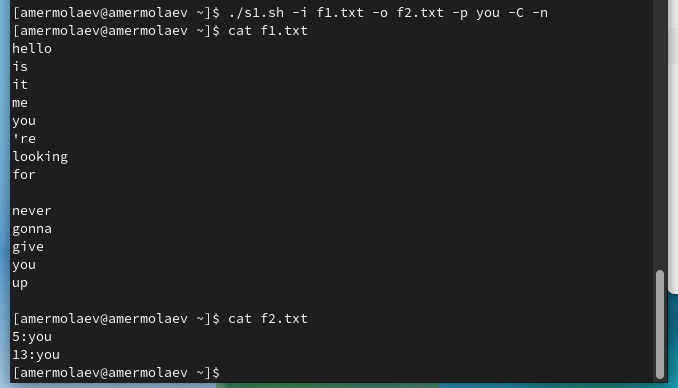 [amermolaev@amermolaev ~]$ ./s1.sh -i f1.txt -o f2.txt -p you -C -n
[amermolaev@amermolaev ~]$ cat f1.txt
hello
is
it
me
you
're
looking
for

never
gonna
give
you
up

[amermolaev@amermolaev ~]$ cat f2.txt
5:you
13:you
[amermolaev@amermolaev ~]$